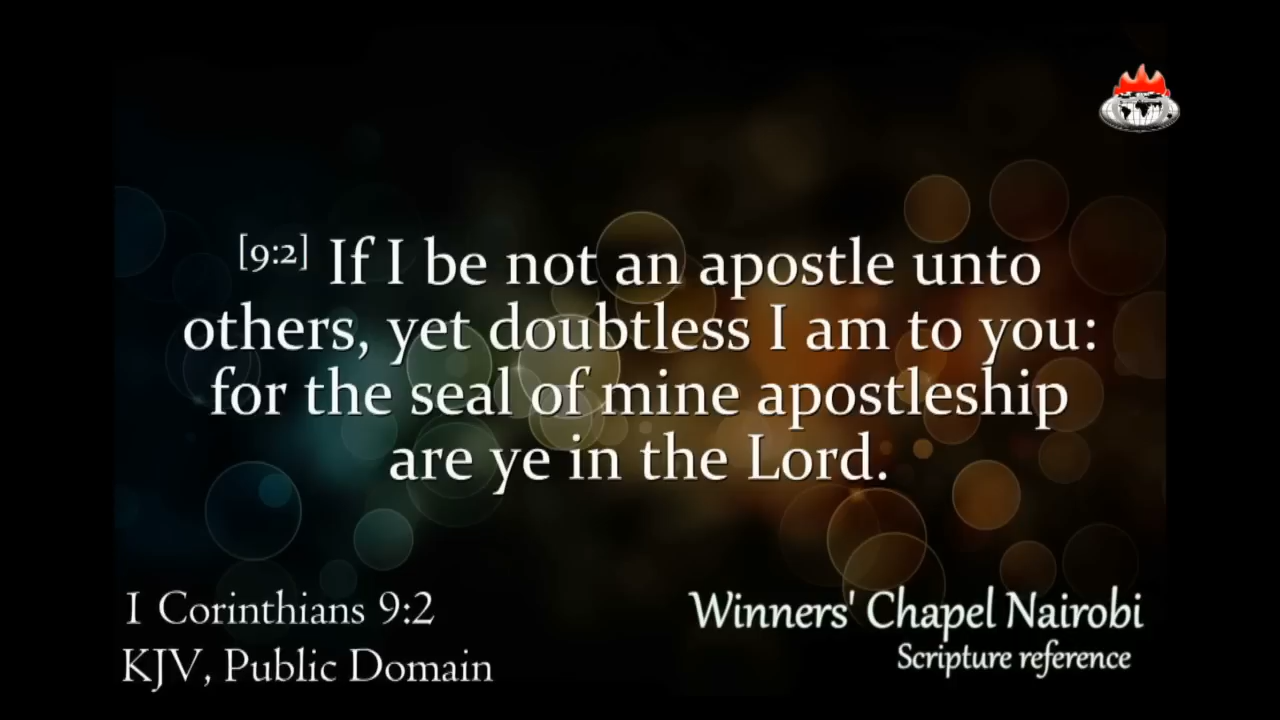 [9:2] If I be not an apostle unto
others, yet doubtless I am to you:
for the seal of mine apostleship
are ye in the Lord.
1 Corinthians 9:2
KJV, Public Domain
Winners' Chapel Nairobi
Scripture reference